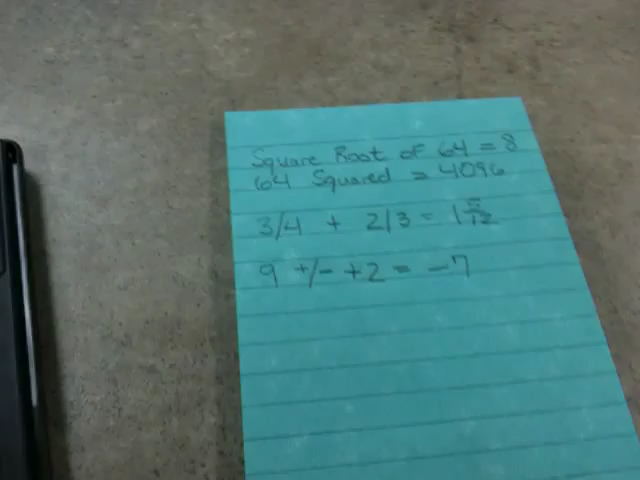 Square Root of 64 = 8
64 Squared = 4096
3/4 + 2/3 = 1 5/12
9 +/- +2 = -7